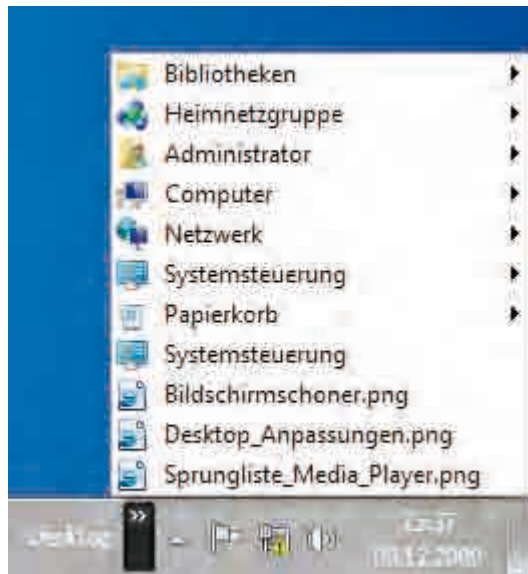 Bibliotheken
Heimnetzgruppe
Administrator
Computer
Netzwerk
Systemsteuerung
Papierkorb
Systemsteuerung
Bildschirmschoner.png
Desktop_Anpassungen.png
Sprungliste_Media_Player.png
Desktop »